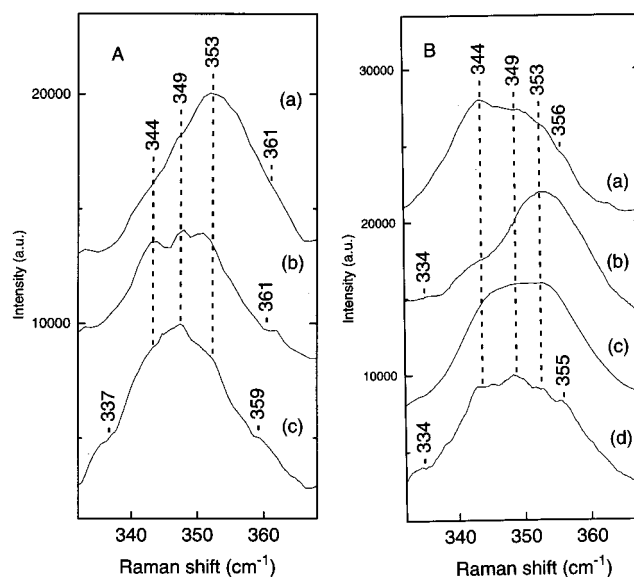 A
344
349
353
(a)
361
(b)
361
337
359
(c)
20000
10000
Intensity (a.u.)
340
350
360
Raman shift (cm-1)
B
344
349
353
356
(a)
334
(b)
(c)
355
334
(d)
30000
20000
10000
Intensity (a.u.)
340
350
360
Raman shift (cm-1)